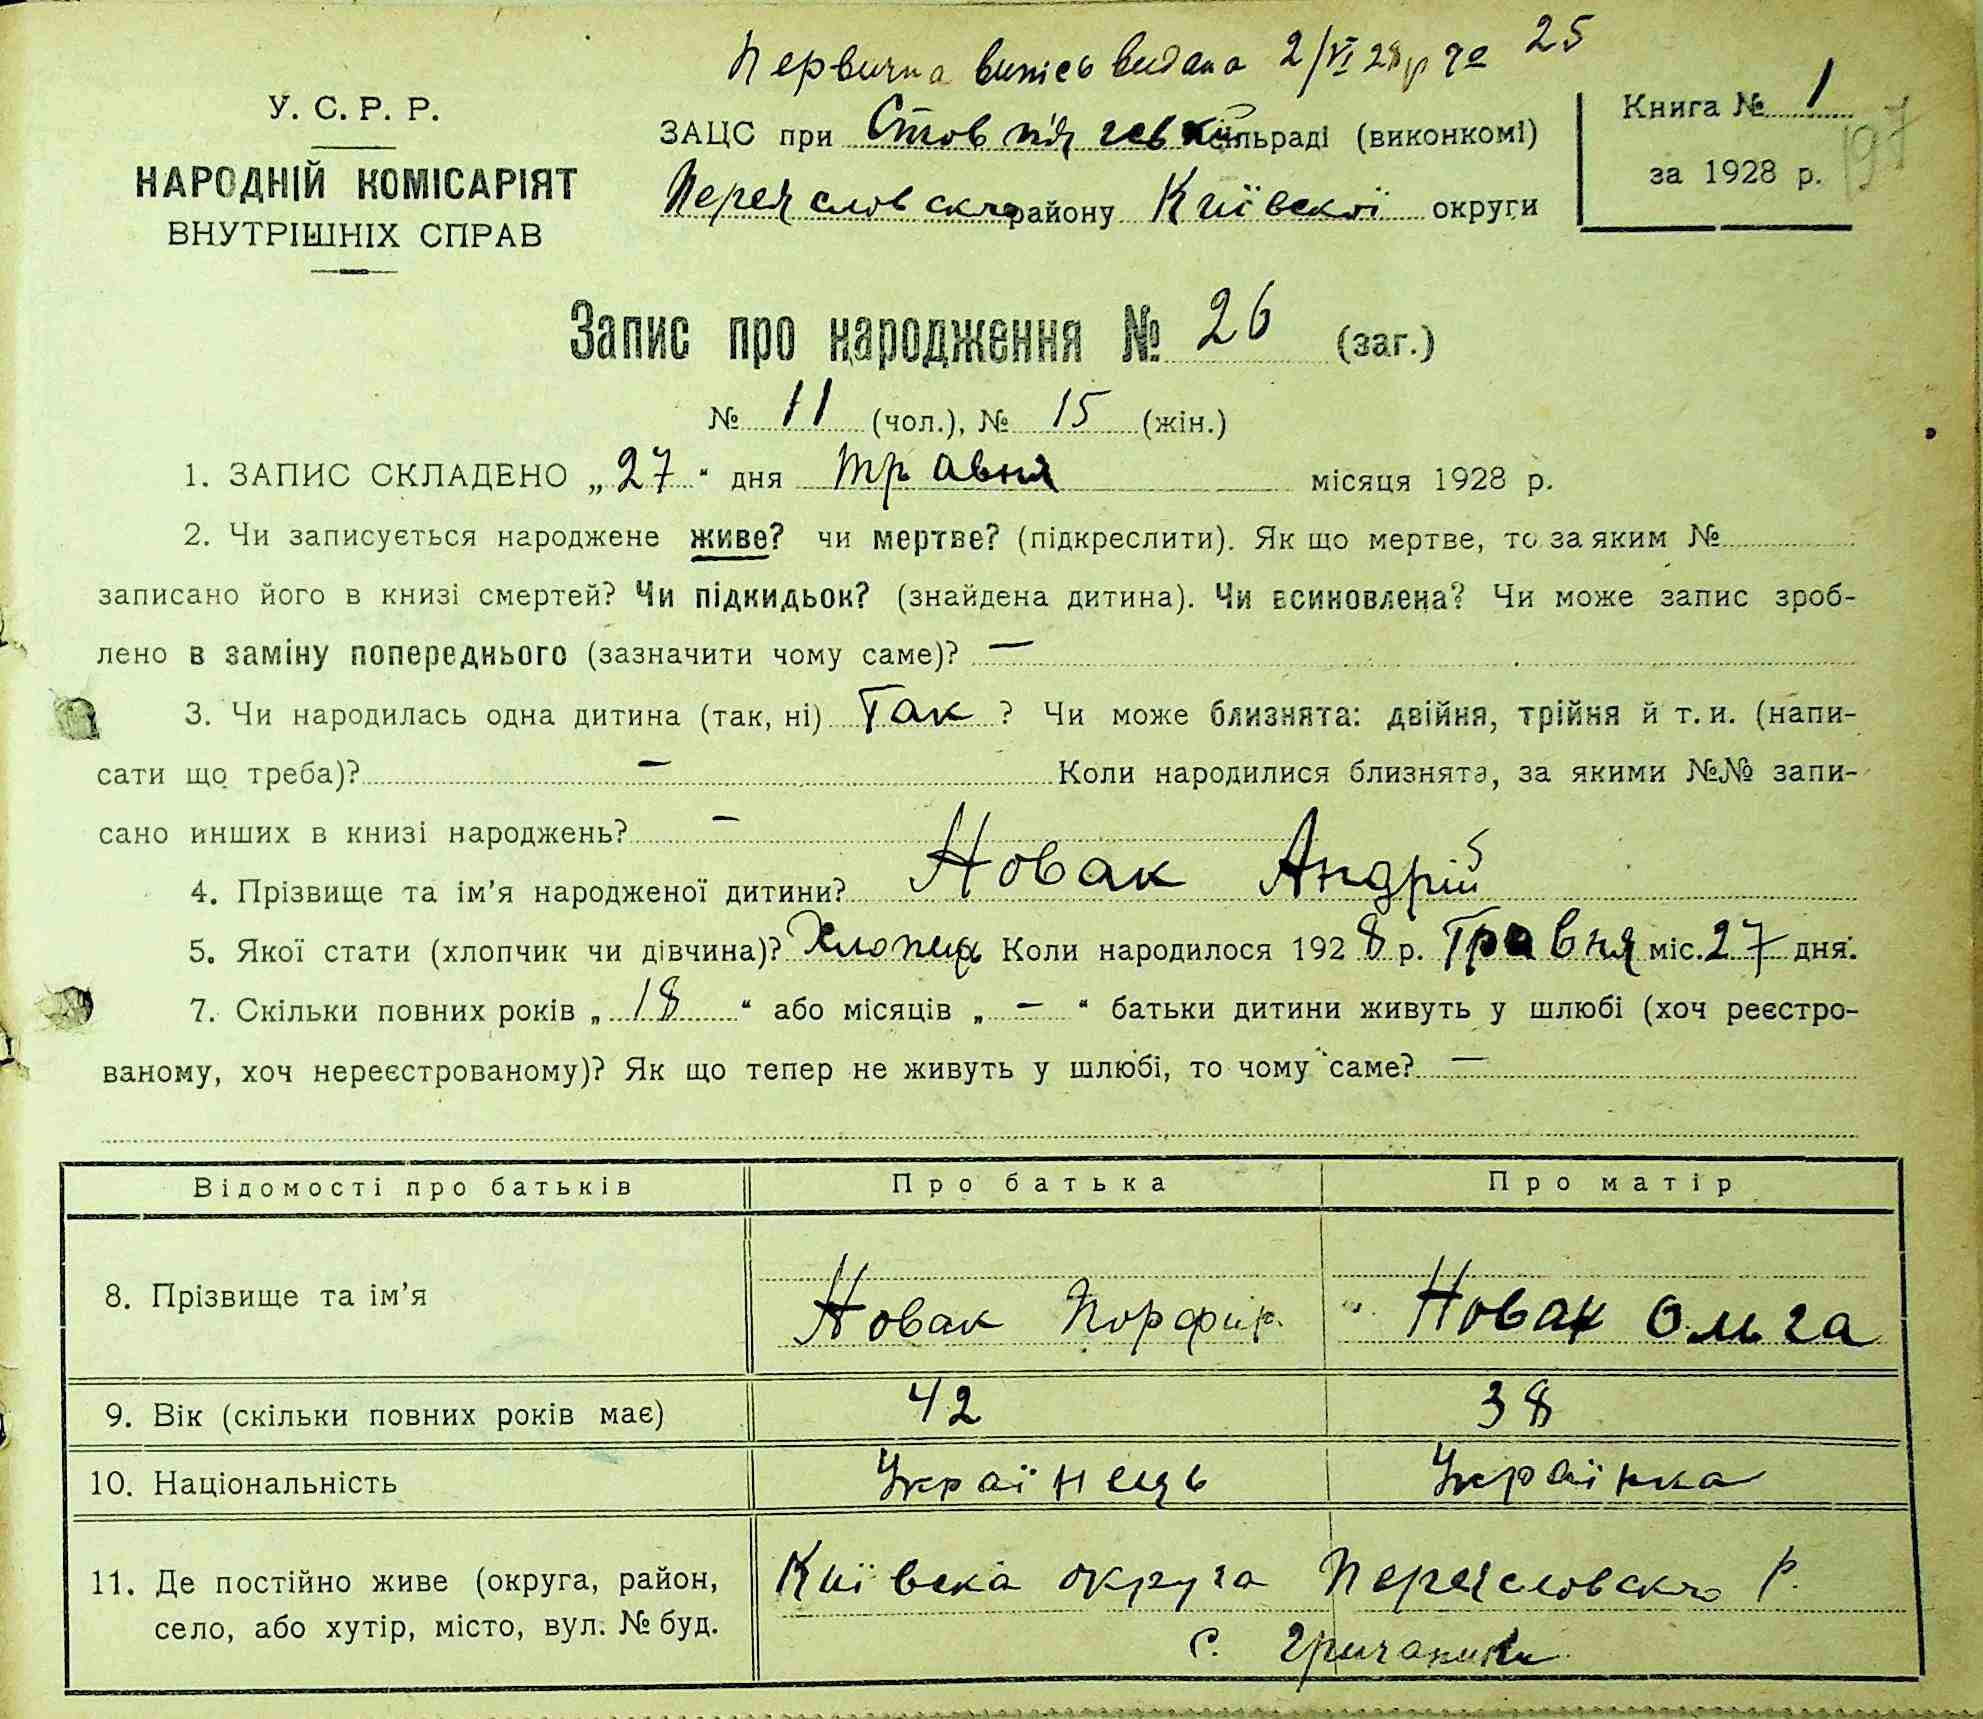 Первична випись видана 2/VI 28 р за 25
У. С. Р. Р.
НАРОДНІЙ КОМІСАРІЯТ
ВНУТРІШНІХ СПРАВ
ЗАЦС при Стовп'ягськ сільраді (виконкомі)
Переяславского району Київської округи
Книга № 1
за 1928 р.
197
Запис про народження № 26 (заг.)
№ 11 (чол.), № 15 (жін.)
1. ЗАПИС СКЛАДЕНО „27“ дня травня місяця 1928 р.
2. Чи записується народжене живе? чи мертве? (підкреслити). Як що мертве, то за яким №
записано його в книзі смертей? Чи підкидьок? (знайдена дитина). Чи всиновлена? Чи може запис зроб-
лено в заміну попереднього (зазначити чому саме)? —
3. Чи народилась одна дитина (так, ні) Так ? Чи може близнята: двійня, трійня й т. и. (напи-
сати що треба)? — Коли народилися близнята, за якими №№ запи-
сано инших в книзі народжень? —
4. Прізвище та ім'я народженої дитини? Новак Андрій
5. Якої стати (хлопчик чи дівчина)? Хлопець Коли народилося 1928 р. Травня міс. 27 дня.
7. Скільки повних років „18“ або місяців „—“ батьки дитини живуть у шлюбі (хоч реєстро-
ваному, хоч нереєстрованому)? Як що тепер не живуть у шлюбі, то чому саме? —
Відомості про батьків Про батька Про матір
8. Прізвище та ім'я Новак Порфир. Новак Ольга
9. Вік (скільки повних років має) 42 38
10. Національність Українець Українка
11. Де постійно живе (округа, район, Київска округа Переясловского р.
село, або хутір, місто, вул. № буд. с. Гричаники